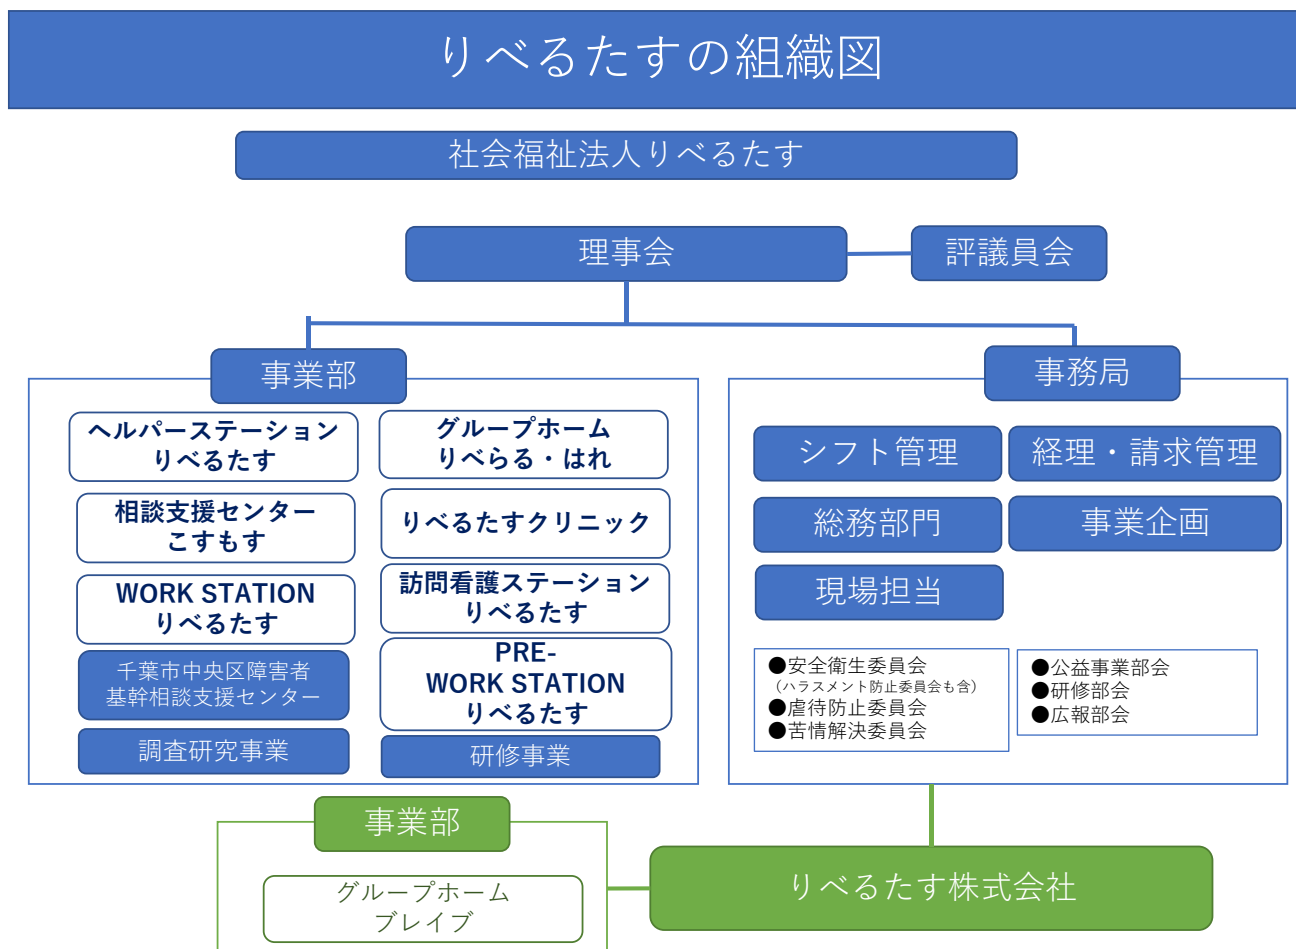 りべるたすの組織図
社会福祉法人りべるたす
理事会
評議員会
事業部
ヘルパーステーション
りべるたす
グループホーム
りべらる・はれ
相談支援センター
こすもす
りべるたすクリニック
WORK STATION
りべるたす
訪問看護ステーション
りべるたす
千葉市中央区障害者
基幹相談支援センター
PRE-
WORK STATION
りべるたす
調査研究事業
研修事業
事務局
シフト管理
経理・請求管理
総務部門
事業企画
現場担当
●安全衛生委員会
（ハラスメント防止委員会も含）
●虐待防止委員会
●苦情解決委員会
●公益事業部会
●研修部会
●広報部会
事業部
グループホーム
ブレイブ
りべるたす株式会社